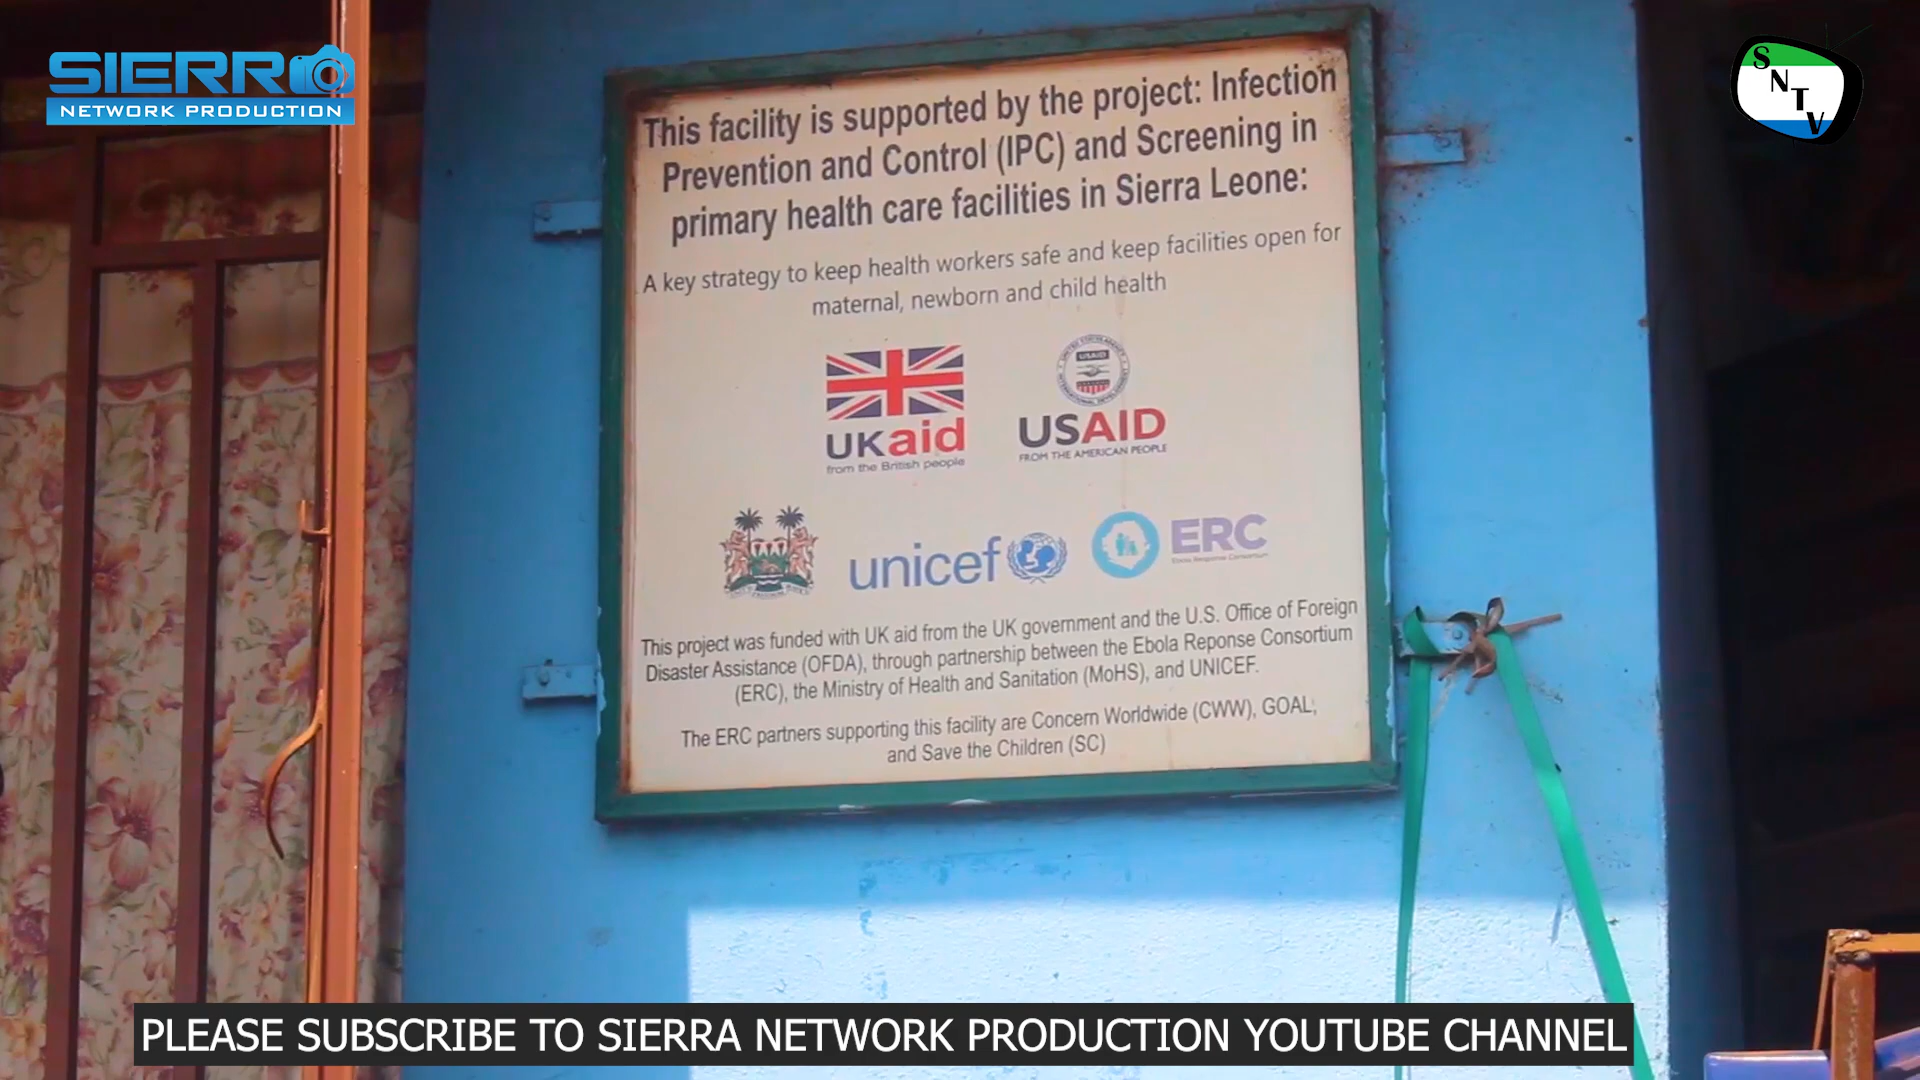 SIERR
NETWORK PRODUCTION
SNTV
This facility is supported by the project: Infection
Prevention and Control (IPC) and Screening in
primary health care facilities in Sierra Leone:
A key strategy to keep health workers safe and keep facilities open for
maternal, newborn and child health
UKaid
from the British people
USAID
USAID
FROM THE AMERICAN PEOPLE
unicef
ERC
Ebola Response Consortium
This project was funded with UK aid from the UK government and the U.S. Office of Foreign
Disaster Assistance (OFDA), through partnership between the Ebola Reponse Consortium
(ERC), the Ministry of Health and Sanitation (MoHS), and UNICEF.
The ERC partners supporting this facility are Concern Worldwide (CWW), GOAL,
and Save the Children (SC)
PLEASE SUBSCRIBE TO SIERRA NETWORK PRODUCTION YOUTUBE CHANNEL